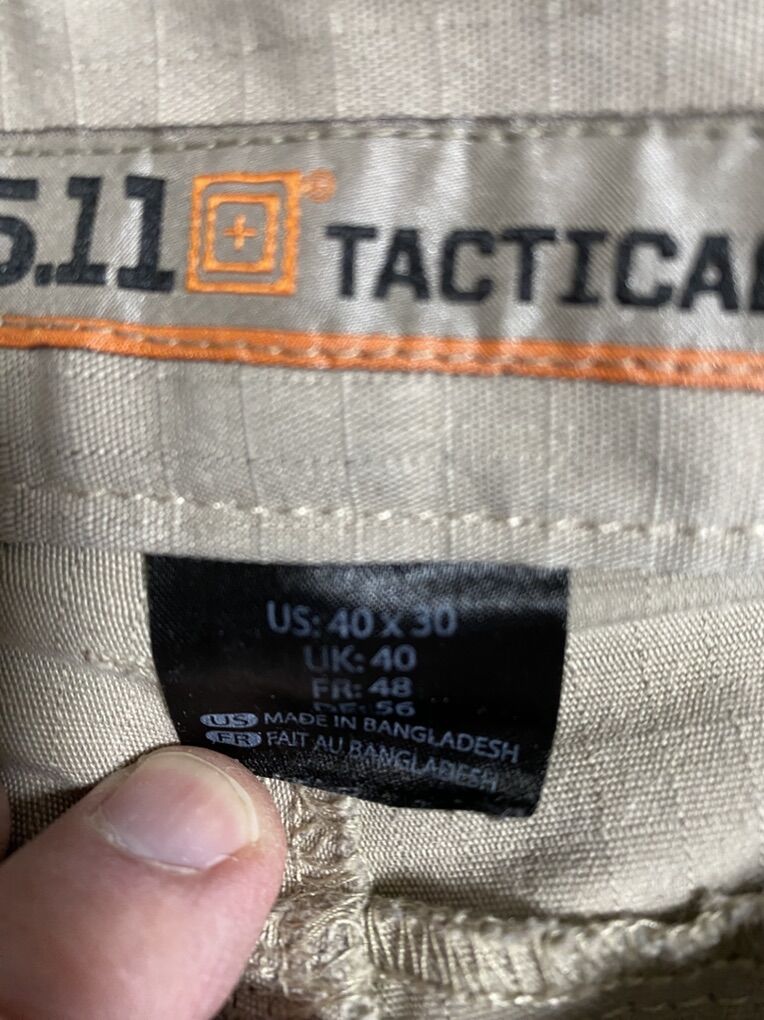 5.11® TACTICAL
US: 40 X 30
UK: 40
FR: 48
DE: 56
US MADE IN BANGLADESH
FR FAIT AU BANGLADESH